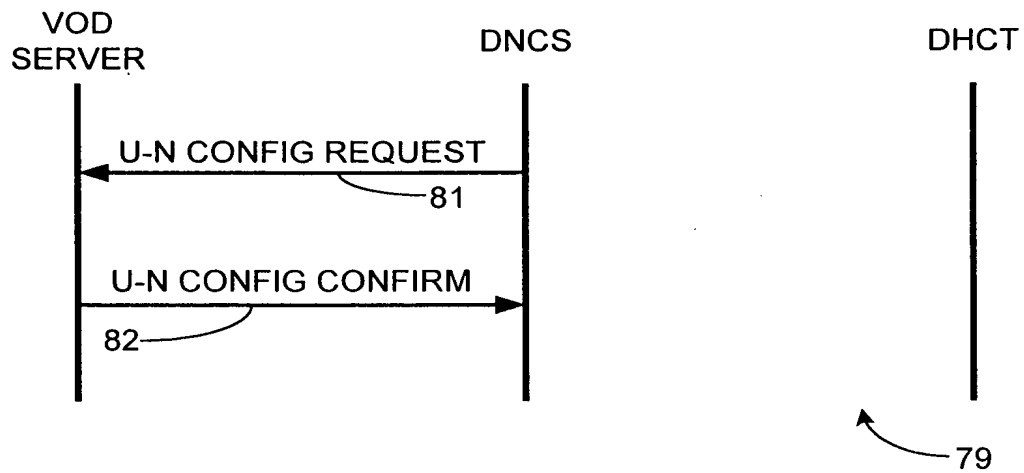 VOD
SERVER
DNCS
DHCT
U-N CONFIG REQUEST
81
U-N CONFIG CONFIRM
82
79